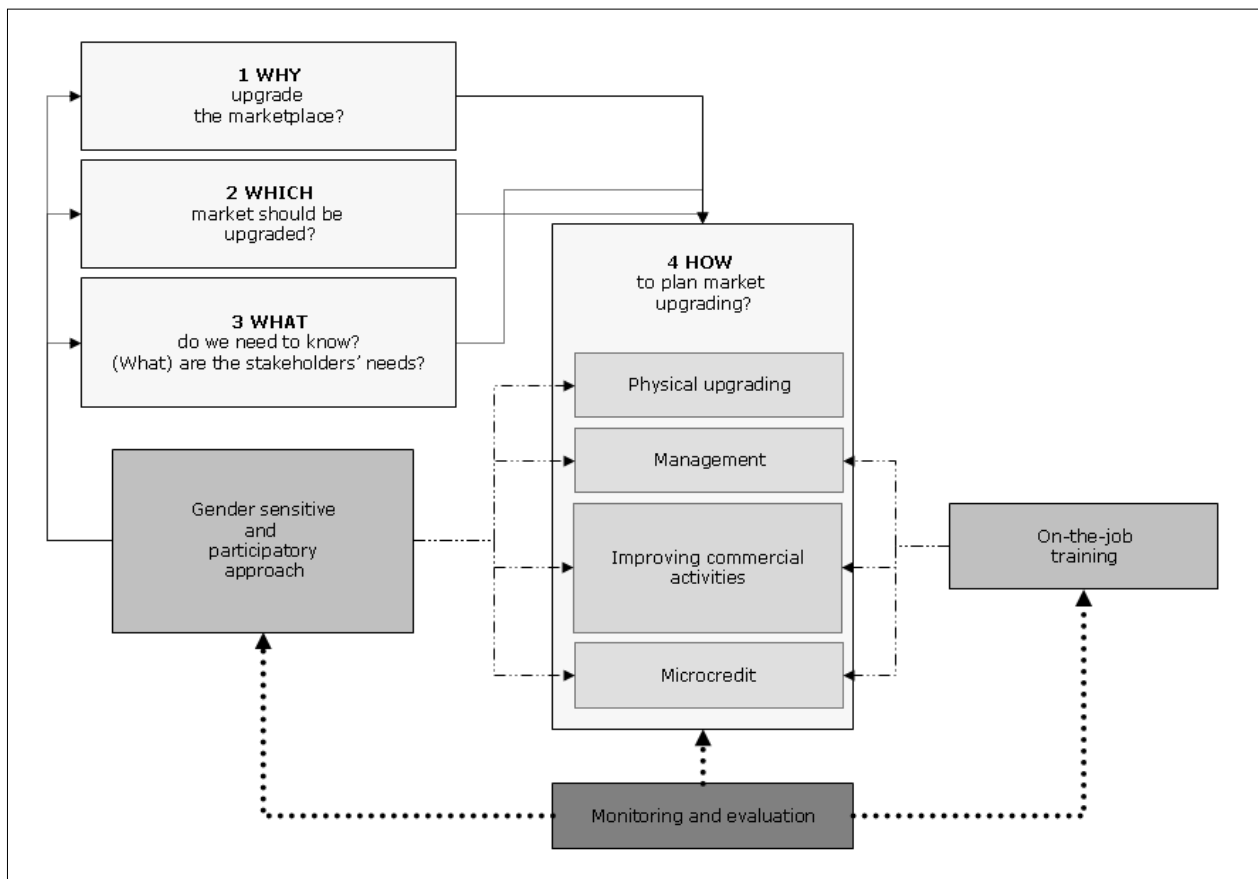 1 WHY
upgrade
the marketplace?
2 WHICH
market should be
upgraded?
3 WHAT
do we need to know?
(What) are the stakeholders’ needs?
4 HOW
to plan market
upgrading?
Physical upgrading
Management
Improving commercial
activities
Microcredit
Gender sensitive
and
participatory
approach
On-the-job
training
Monitoring and evaluation